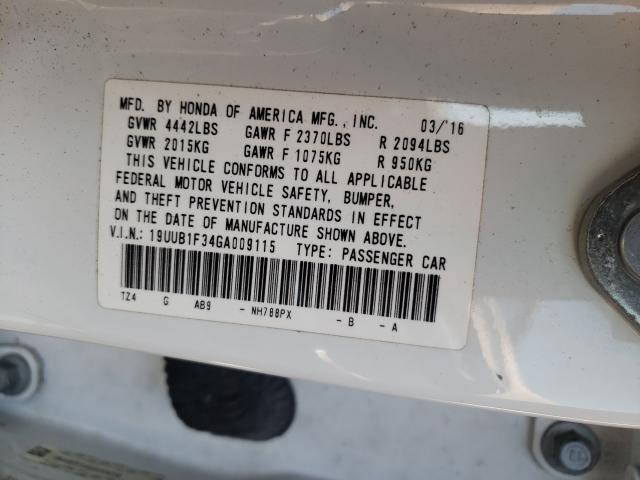 MFD. BY HONDA OF AMERICA MFG., INC. 03/'16
GVWR 4442LBS GAWR F 2370LBS R 2094LBS
GVWR 2015KG GAWR F 1075KG R 950KG
THIS VEHICLE CONFORMS TO ALL APPLICABLE
FEDERAL MOTOR VEHICLE SAFETY, BUMPER,
AND THEFT PREVENTION STANDARDS IN EFFECT
ON THE DATE OF MANUFACTURE SHOWN ABOVE.
V.I.N.: 19UUB1F34GA009115 TYPE: PASSENGER CAR
TZ4 G AB9 - NH788PX - B - A